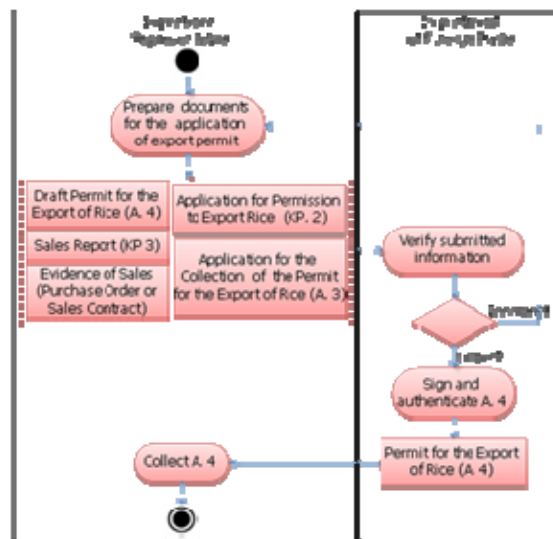 Prepare documents
for the application
of export permit
Draft Permit for the
Export of Rice (A. 4)
Application for Permission
to Export Rice (KP. 2)
Sales Report (KP 3)
Evidence of Sales
(Purchase Order or
Sales Contract)
Application for the
Collection of the Permit
for the Export of Rice (A. 3)
Verify submitted
information
Sign and
authenticate A. 4
Permit for the Export
of Rice (A 4)
Collect A. 4